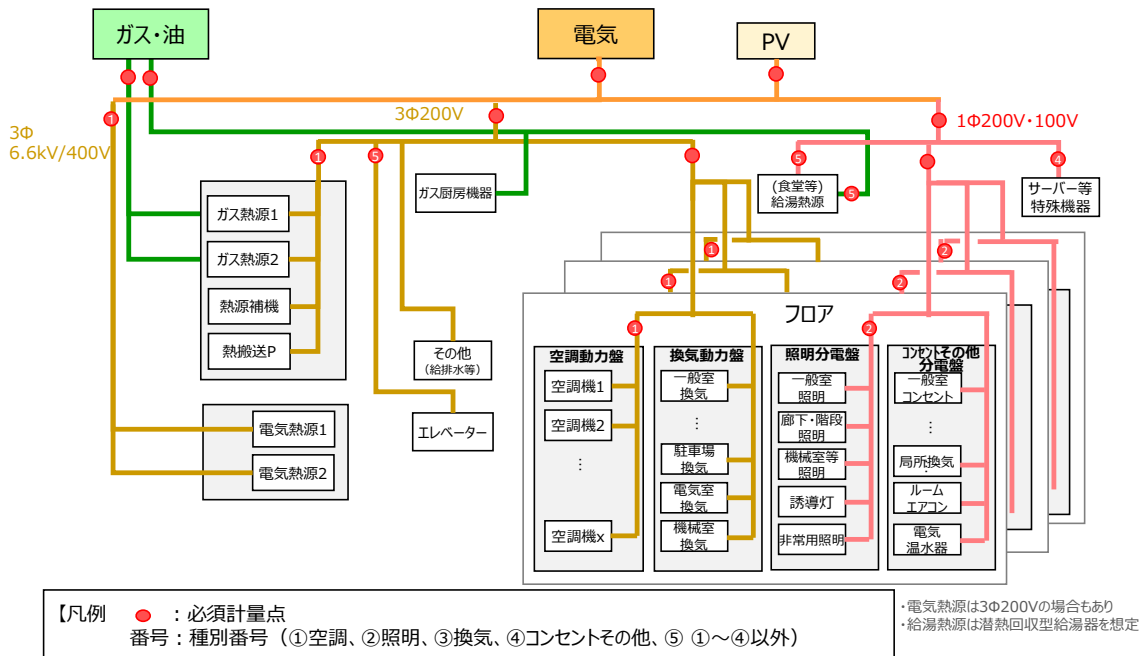 ガス・油
電気
PV
3Φ200V
1Φ200V・100V
3Φ
6.6kV/400V
①
①
⑤
⑤
④
⑤
ガス厨房機器
(食堂等)
給湯熱源
サーバー等
特殊機器
ガス熱源1
ガス熱源2
熱源補機
熱搬送P
その他
(給排水等)
エレベーター
電気熱源1
電気熱源2
①
②
①
②
フロア
①
②
空調動力盤
空調機1
空調機2
…
空調機x
換気動力盤
一般室
換気
…
駐車場
換気
電気室
換気
機械室
換気
照明分電盤
一般室
照明
廊下・階段
照明
機械室等
照明
誘導灯
非常用照明
コンセントその他
分電盤
一般室
コンセント
…
局所換気
ルーム
エアコン
電気
温水器
【凡例
：必須計量点
番号：種別番号（①空調、②照明、③換気、④コンセントその他、⑤ ①～④以外）
・電気熱源は3Φ200Vの場合もあり
・給湯熱源は潜熱回収型給湯器を想定